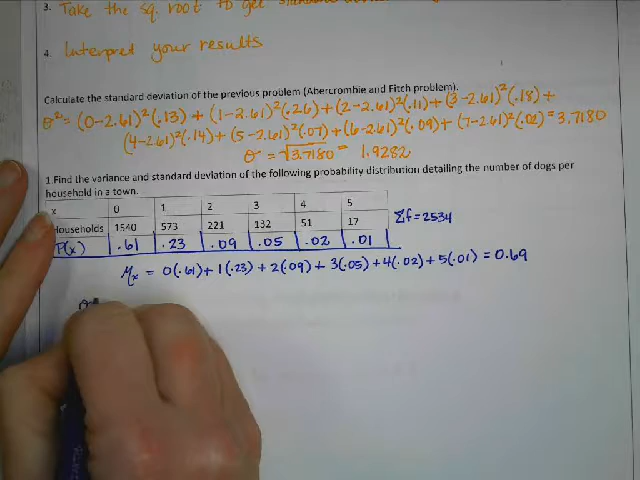 3. Take the sq. root to get standard
4. Interpret your results
Calculate the standard deviation of the previous problem (Abercrombie and Fitch problem).
σ²= (0-2.61)²(.13) + (1-2.61)²(.26) + (2-2.61)²(.11) + (3-2.61)²(.18) +
(4-2.61)²(.14) + (5-2.61)²(.07) + (6-2.61)²(.09) + (7-2.61)²(.02) = 3.7180
σ = √3.7180 = 1.9282
1 Find the variance and standard deviation of the following probability distribution detailing the number of dogs per
household in a town.
x 0 1 2 3 4 5
Households 1540 573 221 132 51 17 Σf = 2534
P(x) .61 .23 .09 .05 .02 .01
μx = 0(.61) + 1(.23) + 2(.09) + 3(.05) + 4(.02) + 5(.01) = 0.69